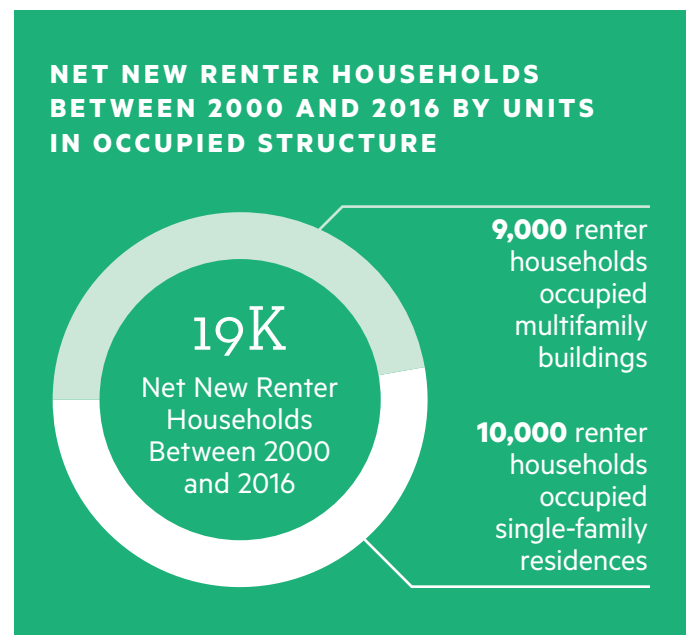 NET NEW RENTER HOUSEHOLDS
BETWEEN 2000 AND 2016 BY UNITS
IN OCCUPIED STRUCTURE
19K
Net New Renter
Households
Between 2000
and 2016
9,000 renter
households
occupied
multifamily
buildings
10,000 renter
households
occupied
single-family
residences